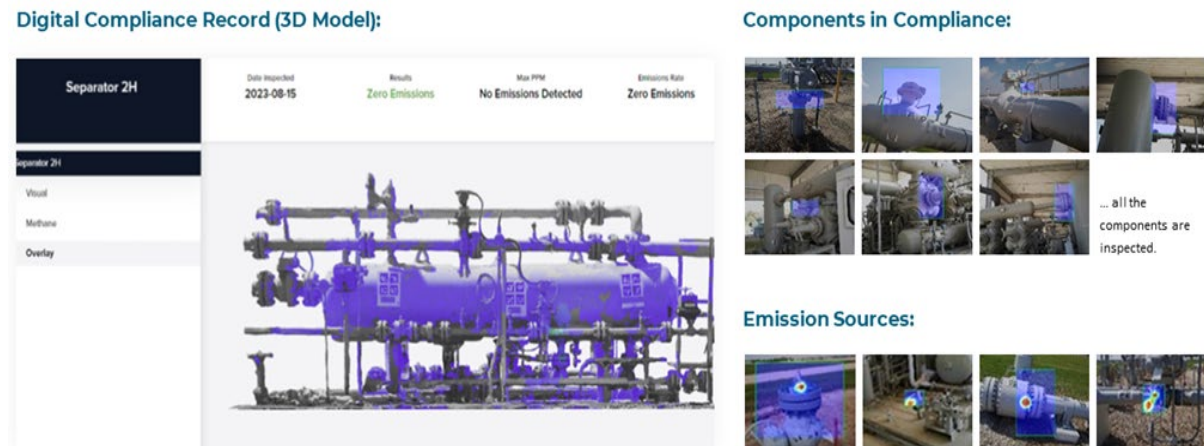 Digital Compliance Record (3D Model):
Separator 2H
Date Inspected
2023-08-15
Results
Zero Emissions
Max PPM
No Emissions Detected
Emissions Rate
Zero Emissions
Separator 2H
Visual
Methane
Overlay
Components in Compliance:
... all the
components are
inspected.
Emission Sources: